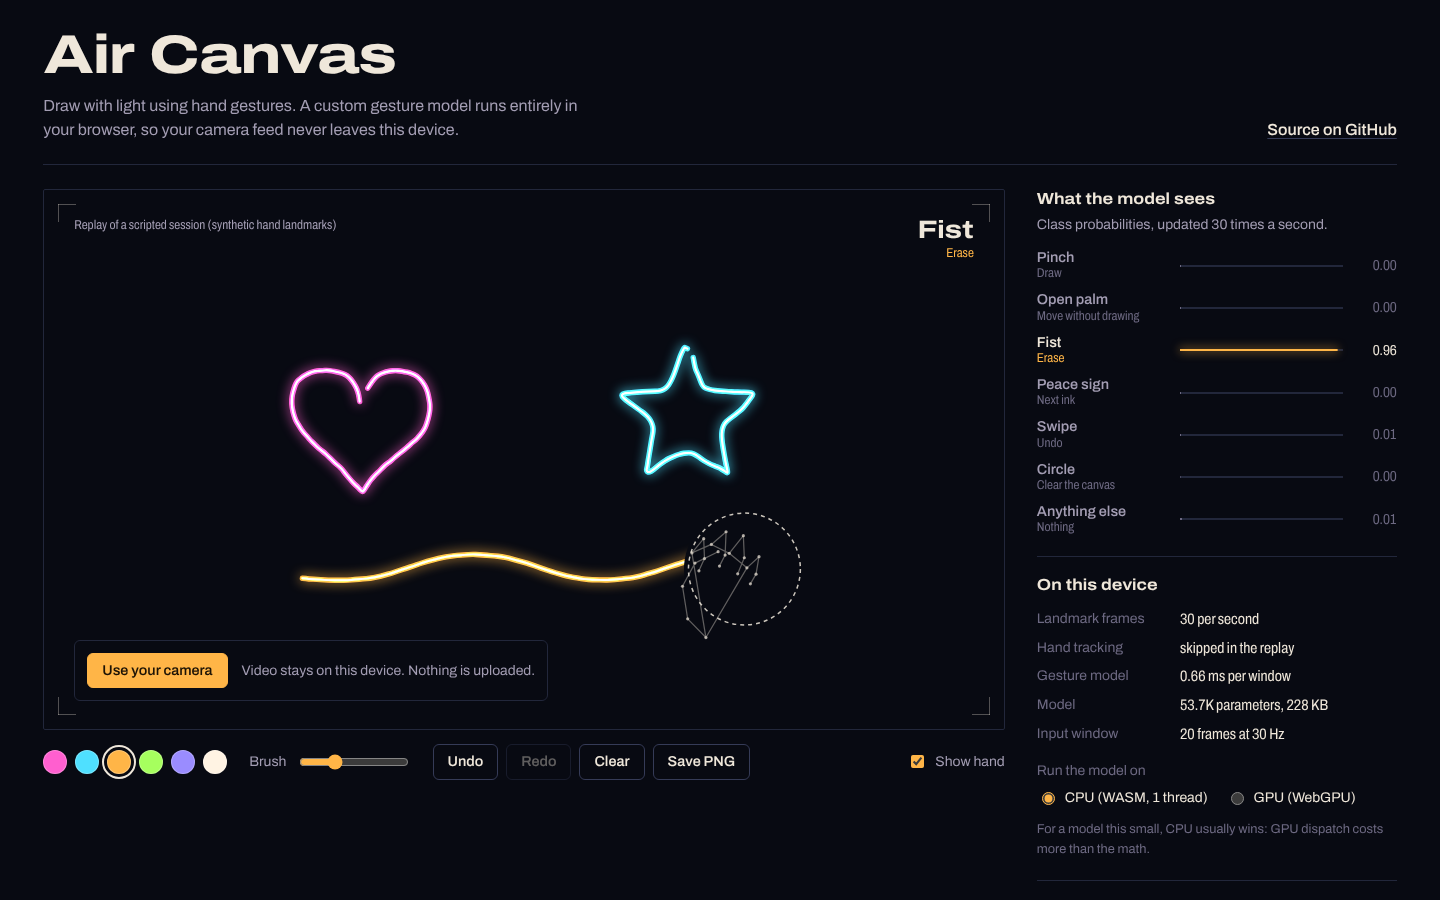 Air Canvas
Draw with light using hand gestures. A custom gesture model runs entirely in
your browser, so your camera feed never leaves this device.
Source on GitHub
Replay of a scripted session (synthetic hand landmarks)
Fist
Erase
Use your camera
Video stays on this device. Nothing is uploaded.
Brush
Undo
Redo
Clear
Save PNG
Show hand
What the model sees
Class probabilities, updated 30 times a second.
Pinch
Draw
0.00
Open palm
Move without drawing
0.00
Fist
Erase
0.96
Peace sign
Next ink
0.00
Swipe
Undo
0.01
Circle
Clear the canvas
0.00
Anything else
Nothing
0.01
On this device
Landmark frames 30 per second
Hand tracking skipped in the replay
Gesture model 0.66 ms per window
Model 53.7K parameters, 228 KB
Input window 20 frames at 30 Hz
Run the model on
CPU (WASM, 1 thread) GPU (WebGPU)
For a model this small, CPU usually wins: GPU dispatch costs
more than the math.